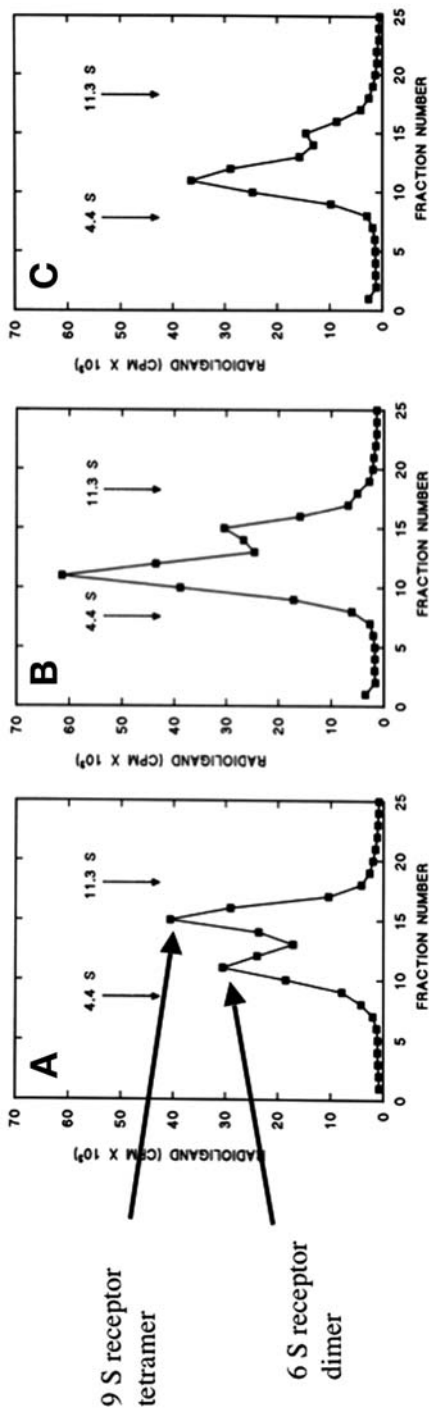 9 S receptor
tetramer
6 S receptor
dimer
A
4.4 S
11.3 S
RADIOLIGAND (CPM X 10³)
70
60
50
40
30
20
10
0
0 5 10 15 20 25
FRACTION NUMBER
B
4.4 S
11.3 S
RADIOLIGAND (CPM X 10³)
70
60
50
40
30
20
10
0
0 5 10 15 20 25
FRACTION NUMBER
C
4.4 S
11.3 S
RADIOLIGAND (CPM X 10³)
70
60
50
40
30
20
10
0
0 5 10 15 20 25
FRACTION NUMBER